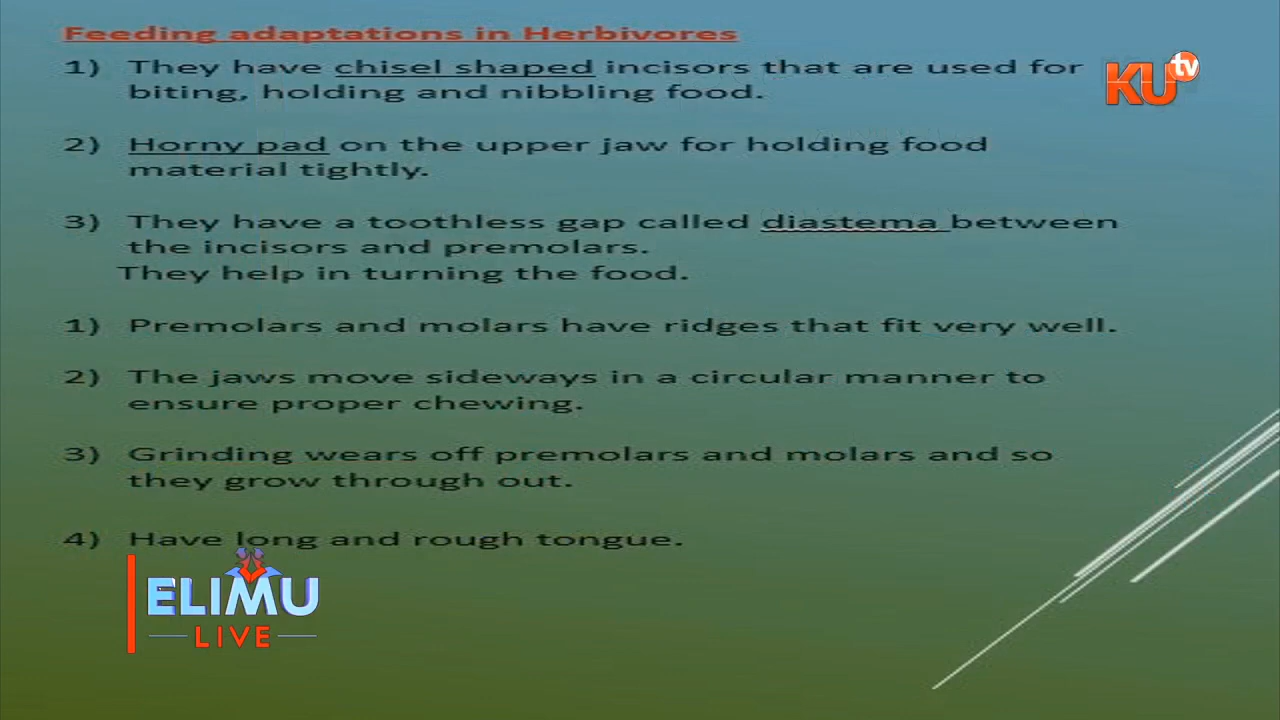 Feeding adaptations in Herbivores
1) They have chisel shaped incisors that are used for
biting, holding and nibbling food.
2) Horny pad on the upper jaw for holding food
material tightly.
3) They have a toothless gap called diastema between
the incisors and premolars.
They help in turning the food.
1) Premolars and molars have ridges that fit very well.
2) The jaws move sideways in a circular manner to
ensure proper chewing.
3) Grinding wears off premolars and molars and so
they grow through out.
4) Have long and rough tongue.
KU tv
ELIMU
LIVE